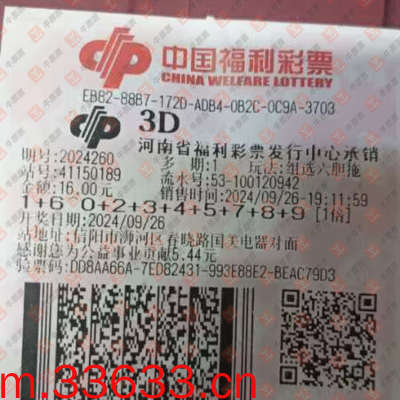 中国福利彩票
CHINA WELFARE LOTTERY
EBB2-88B7-172D-ADB4-0B2C-0C9A-3703
3D
河南省福利彩票发行中心承销
期号:2024260 多期:1 玩法:组选六胆拖
站号:41150189 流水号:53-100120942
金额:16.00元 销售时间:2024/09/26-19:11:59
1+6 0+2+3+4+5+7+8+9 [1倍]
开奖日期:2024/09/26
站地址:信阳市浉河区春晓路国美电器对面
感谢您为公益事业贡献5.44元
验票码:DD8AA66A-7ED82431-993E88E2-BEAC79D3
m.33633.cn